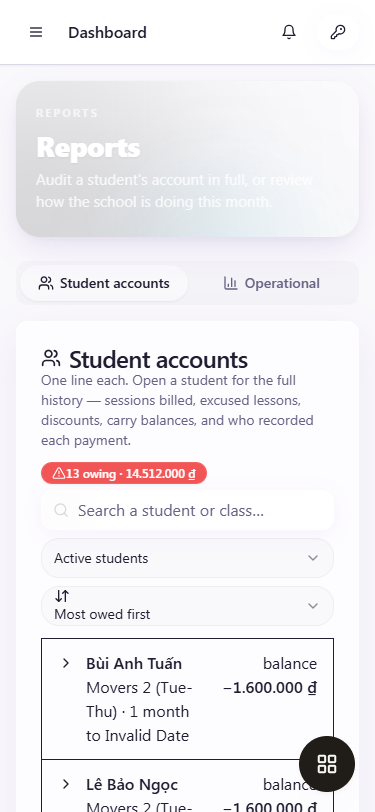 Dashboard
REPORTS
Reports
Audit a student's account in full, or review
how the school is doing this month.
Student accounts
Operational
Student accounts
One line each. Open a student for the full
history — sessions billed, excused lessons,
discounts, carry balances, and who recorded
each payment.
13 owing · 14.512.000 ₫
Search a student or class...
Active students
Most owed first
Bùi Anh Tuấn
balance
Movers 2 (Tue-
−1.600.000 ₫
Thu) · 1 month
to Invalid Date
Lê Bảo Ngọc
balance
Movers 2 (Tue-
−1.600.000 ₫